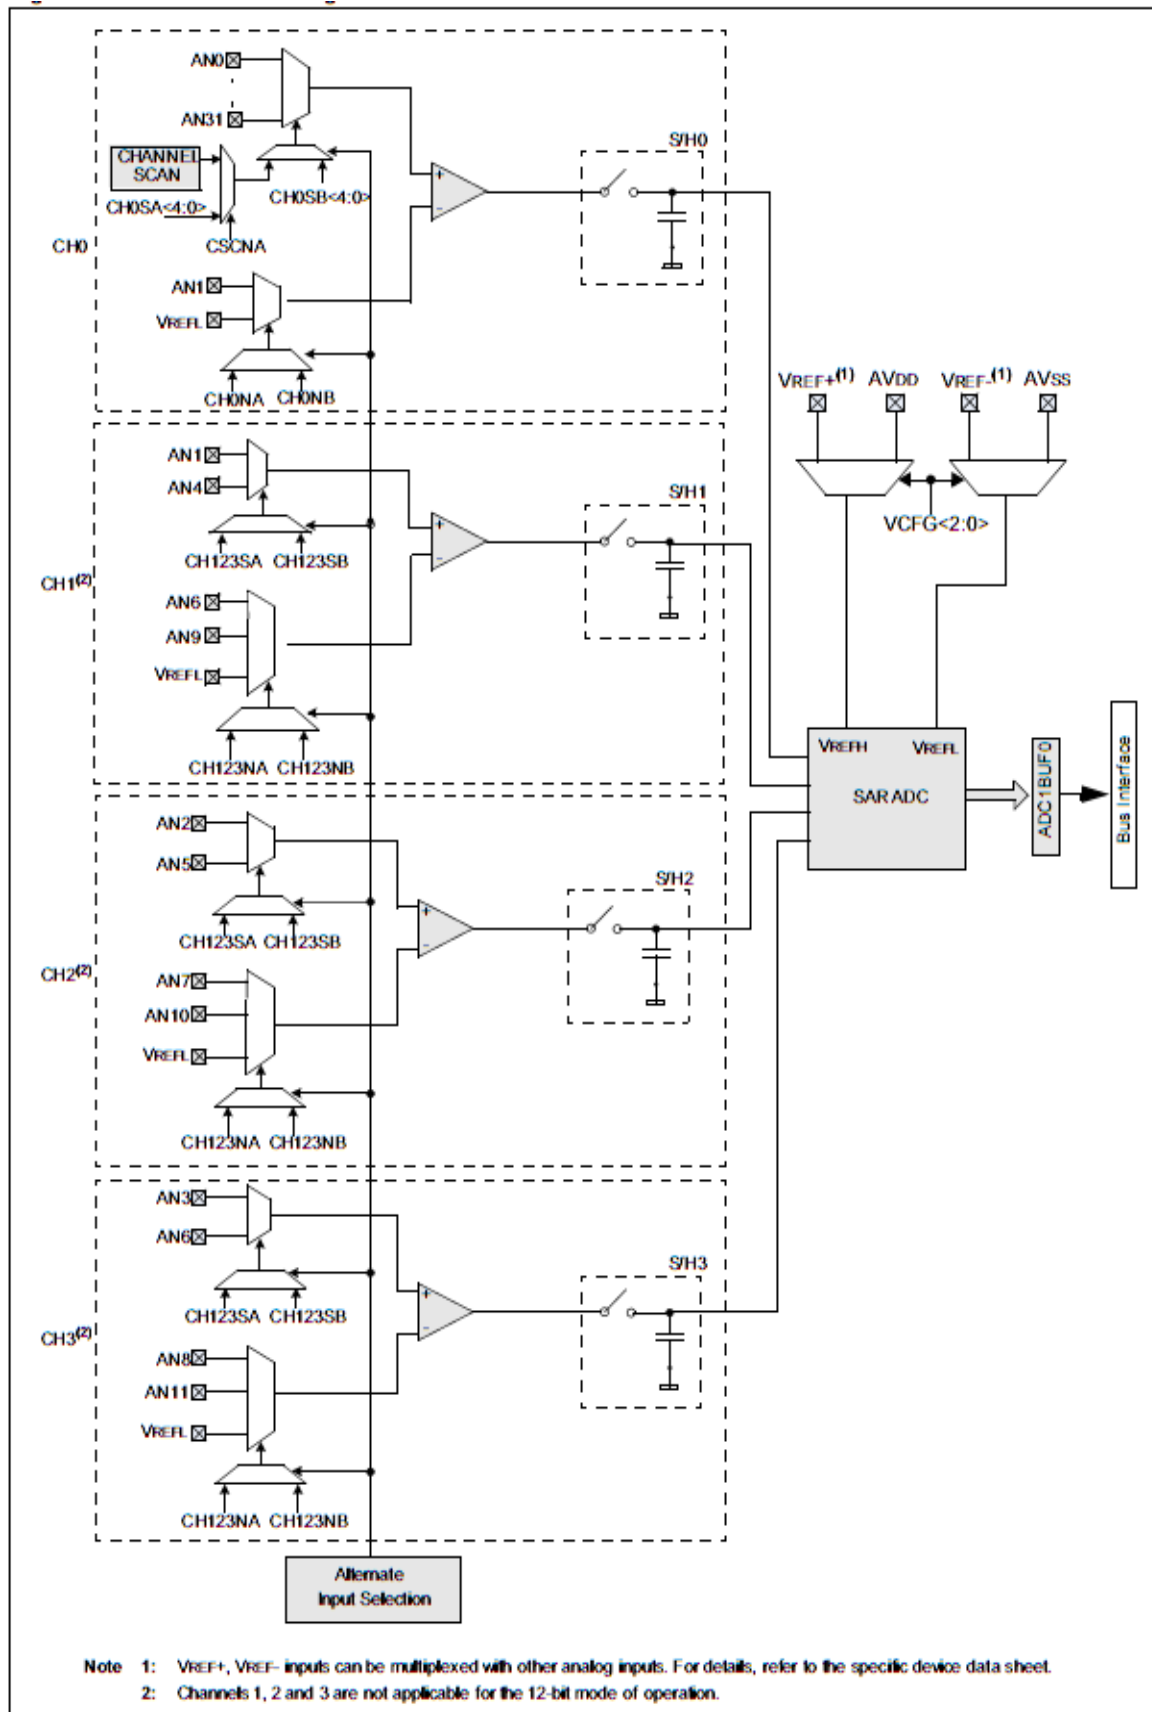 AN0
AN31
CHANNEL
SCAN
CH0SA<4:0>
CH0SB<4:0>
CSCNA
CH0
AN1
VREFL
CH0NA CH0NB
S/H0
VREF+(1) AVDD VREF-(1) AVSS
VCFG<2:0>
AN1
AN4
CH123SA CH123SB
CH1(2)
AN6
AN9
VREFL
CH123NA CH123NB
S/H1
VREFH VREFL
SAR ADC
ADC1BUF0
Bus Interface
AN2
AN5
CH123SA CH123SB
CH2(2)
AN7
AN10
VREFL
CH123NA CH123NB
S/H2
AN3
AN6
CH123SA CH123SB
CH3(2)
AN8
AN11
VREFL
CH123NA CH123NB
S/H3
Alternate
Input Selection
Note 1: VREF+, VREF- inputs can be multiplexed with other analog inputs. For details, refer to the specific device data sheet.
2: Channels 1, 2 and 3 are not applicable for the 12-bit mode of operation.